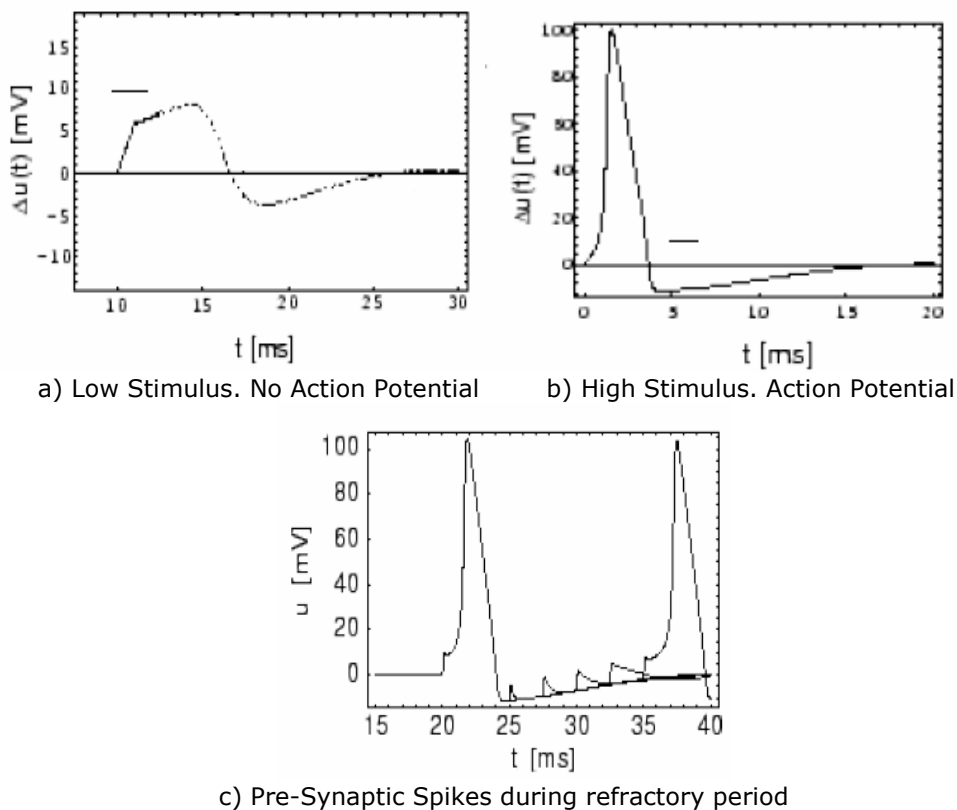 15
10
5
0
-5
-10
Δu(t) [mV]
10 15 20 25 30
t [ms]
a) Low Stimulus. No Action Potential
100
80
60
40
20
0
Δu(t) [mV]
0 5 10 15 20
t [ms]
b) High Stimulus. Action Potential
100
80
60
40
20
0
u [mV]
15 20 25 30 35 40
t [ms]
c) Pre-Synaptic Spikes during refractory period